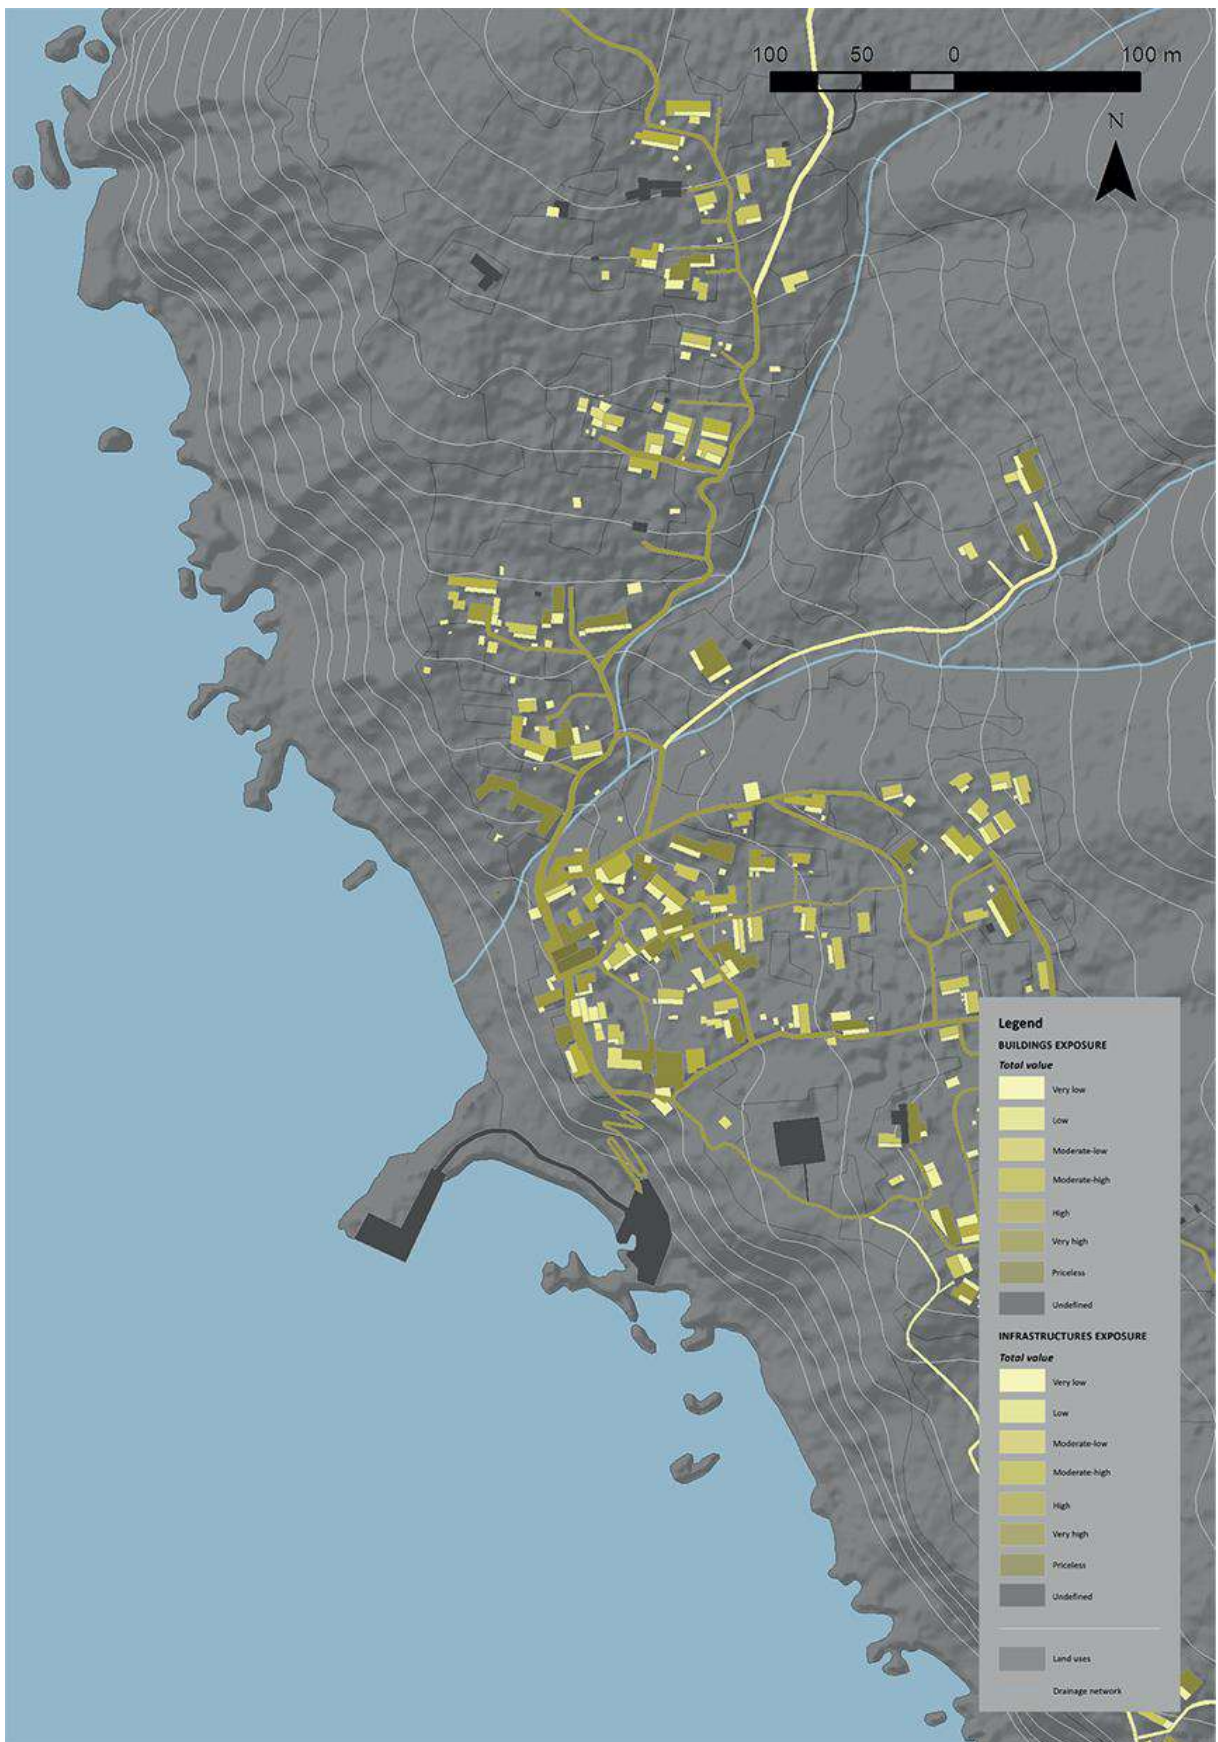 100 50 0 100 m
N
Legend
BUILDINGS EXPOSURE
Total value
Very low
Low
Moderate-low
Moderate-high
High
Very high
Priceless
Undefined
INFRASTRUCTURES EXPOSURE
Total value
Very low
Low
Moderate-low
Moderate-high
High
Very high
Priceless
Undefined
Land uses
Drainage network